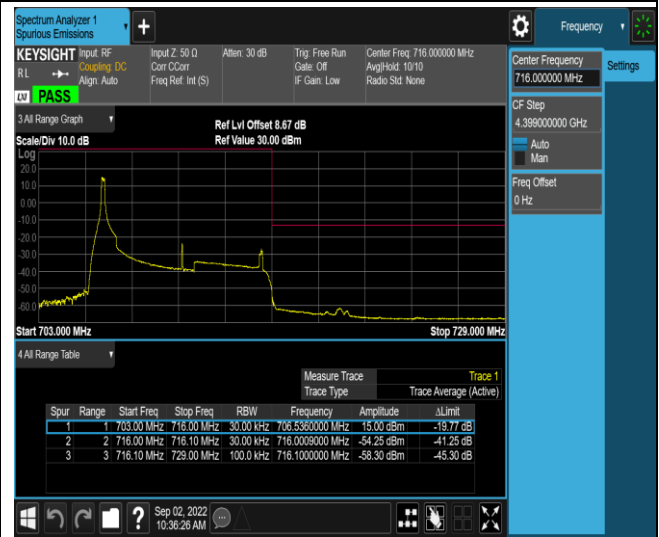 Spectrum Analyzer 1
Spurious Emissions
+
Frequency
KEYSIGHT
RL
LXI PASS
Input: RF
Coupling: DC
Align: Auto
Input Z: 50 Ω
Corr CCorr
Freq Ref: Int (S)
Atten: 30 dB
Trig: Free Run
Gate: Off
IF Gain: Low
Center Freq: 716.000000 MHz
Avg|Hold: 10/10
Radio Std: None
Center Frequency
716.000000 MHz
Settings
CF Step
4.399000000 GHz
Auto
Man
Freq Offset
0 Hz
3 All Range Graph
Scale/Div 10.0 dB
Ref Lvl Offset 8.67 dB
Ref Value 30.00 dBm
Log
20.0
10.0
0.00
-10.0
-20.0
-30.0
-40.0
-50.0
-60.0
Start 703.000 MHz
Stop 729.000 MHz
4 All Range Table
Measure Trace Trace 1
Trace Type Trace Average (Active)
Spur Range Start Freq Stop Freq RBW Frequency Amplitude ΔLimit
1 1 703.00 MHz 716.00 MHz 30.00 kHz 706.5360000 MHz 15.00 dBm -19.77 dB
2 2 716.00 MHz 716.10 MHz 30.00 kHz 716.0009000 MHz -54.25 dBm -41.25 dB
3 3 716.10 MHz 729.00 MHz 100.0 kHz 716.1000000 MHz -58.30 dBm -45.30 dB
?
Sep 02, 2022
10:36:26 AM